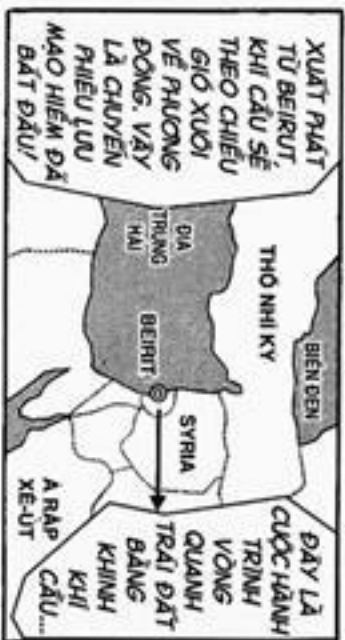 ĐÂY LÀ
CUỘC HÀNH
TRÌNH
VÒNG
QUANH
TRÁI ĐẤT
BẰNG
KHINH
KHÍ
CẦU...
BIỂN ĐEN
THỔ NHĨ KỲ
ĐỊA
TRUNG
HẢI
BEIRIT
SYRIA
Ả RẬP
XÊ-ÚT
XUẤT PHÁT
TỪ BEIRUT,
KHÍ CẦU SẼ
THEO CHIỀU
GIÓ XUÔI
VỀ PHƯƠNG
ĐÔNG. VẬY
LÀ CHUYẾN
PHIÊU LƯU
MẠO HIỂM ĐÃ
BẮT ĐẦU!